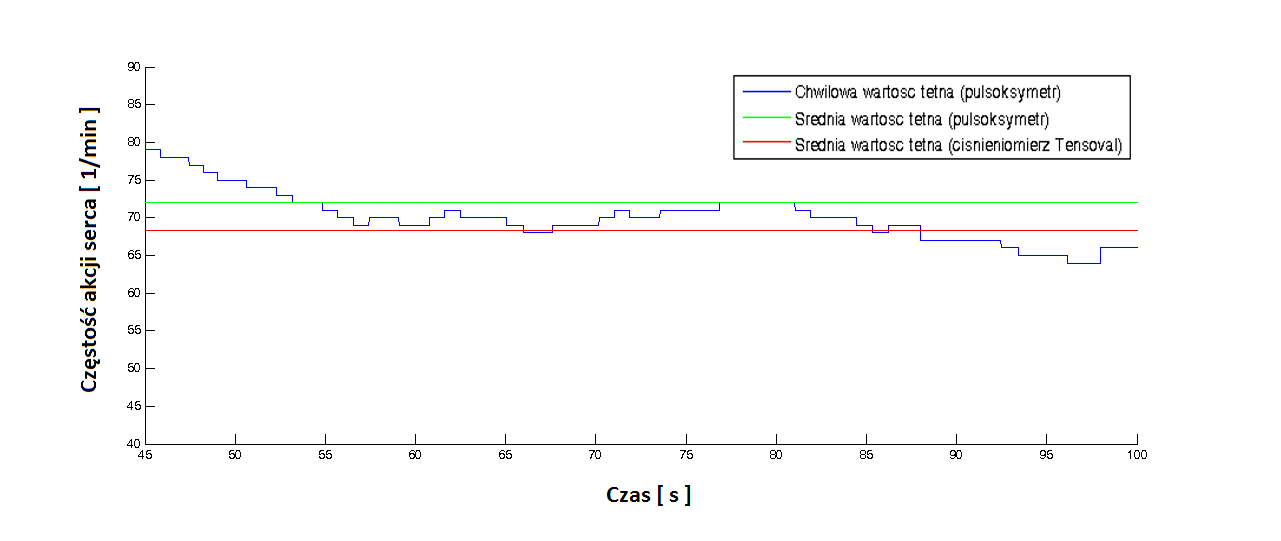 Chwilowa wartosc tetna (pulsoksymetr)
Srednia wartosc tetna (pulsoksymetr)
Srednia wartosc tetna (cisnieniomierz Tensoval)
Częstość akcji serca [ 1/min ]
90
85
80
75
70
65
60
55
50
45
40
45 50 55 60 65 70 75 80 85 90 95 100
Czas [ s ]